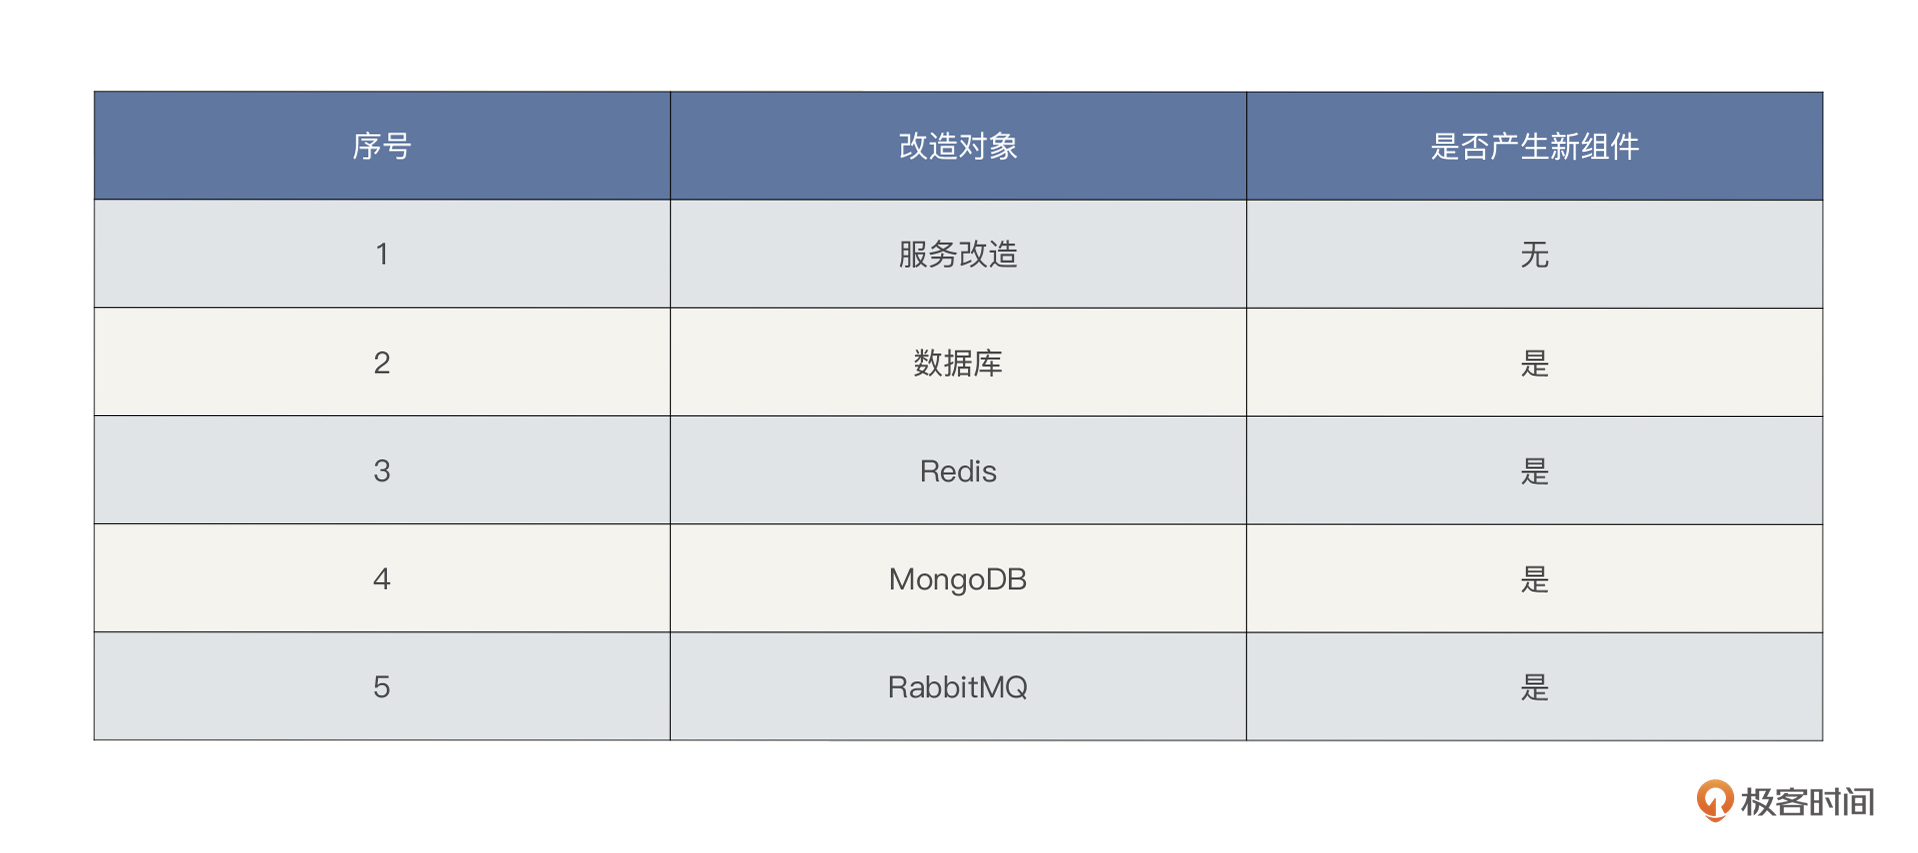 序号 改造对象 是否产生新组件
1 服务改造 无
2 数据库 是
3 Redis 是
4 MongoDB 是
5 RabbitMQ 是
极客时间